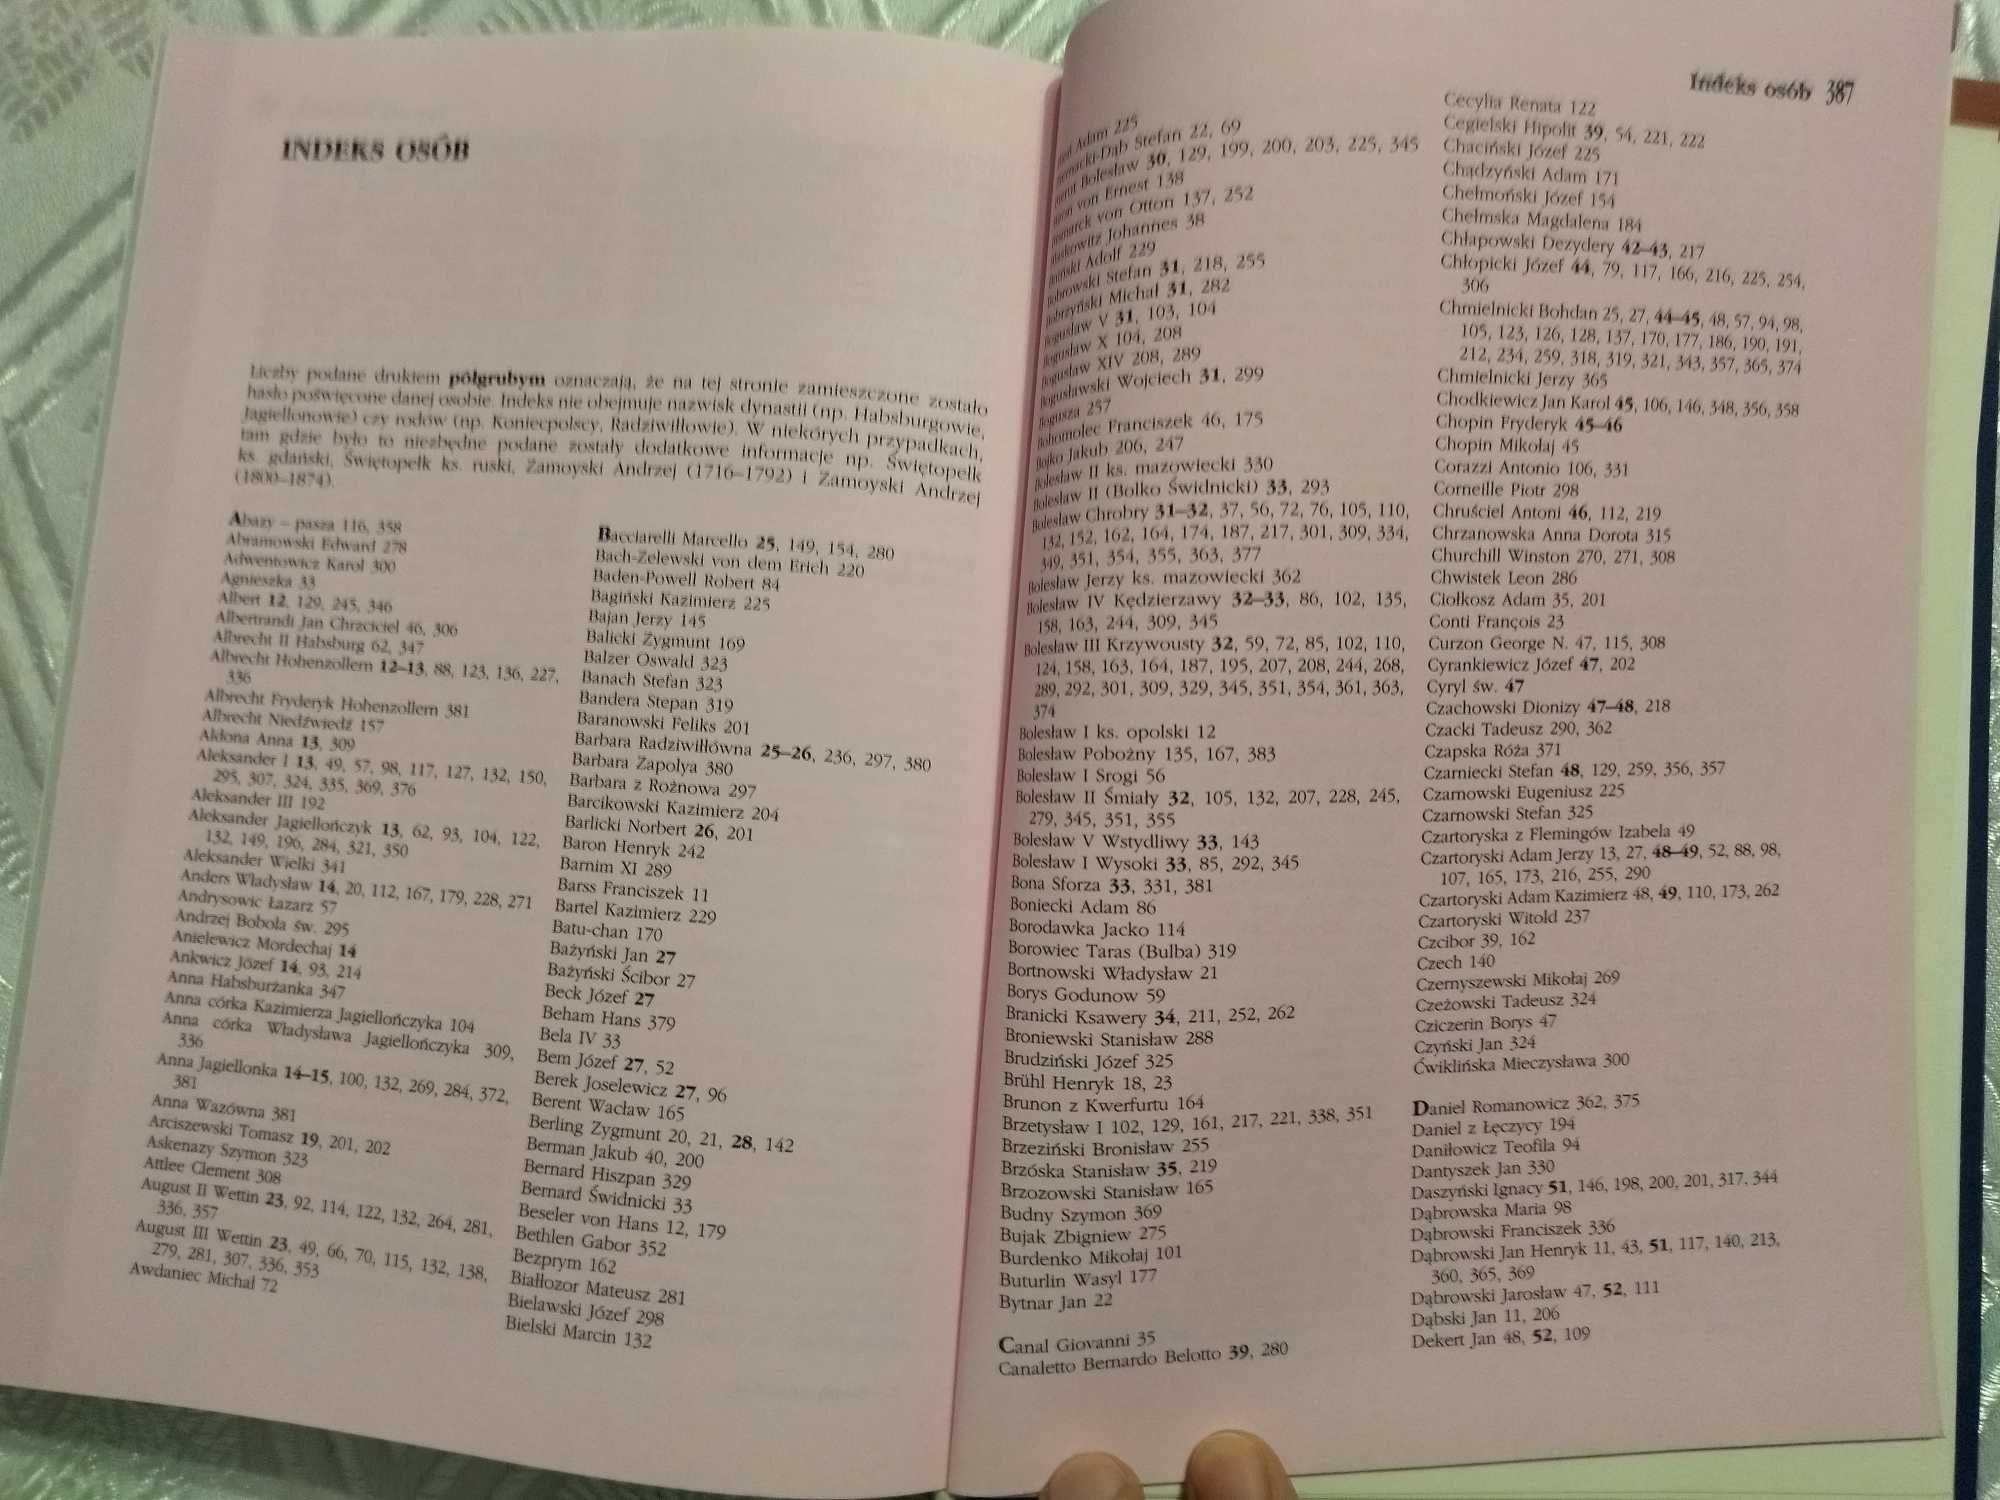 INDEKS OSÓB
Liczby podane drukiem półgrubym oznaczają, że na tej stronie zamieszczone zostało
hasło poświęcone danej osobie. Indeks nie obejmuje nazwisk dynastii (np. Habsburgowie,
Jagiellonowie) czy rodów (np. Koniecpolscy, Radziwiłłowie). W niekórych przypadkach,
tam gdzie było to niezbędne podane zostały dodatkowe informacje np. Świętopełk
ks. gdański, Świętopełk ks. ruski, Zamoyski Andrzej (1716–1792) i Zamoyski Andrzej
(1800–1874).
Abazy – pasza 116, 358
Abramowski Edward 278
Adwentowicz Karol 300
Agnieszka 33
Albert 12, 129, 245, 346
Albertrandi Jan Chrzciciel 46, 306
Albrecht II Habsburg 62, 347
Albrecht Hohenzollern 12–13, 88, 123, 136, 227,
336
Albrecht Fryderyk Hohenzollern 381
Albrecht Niedźwiedź 157
Aldona Anna 13, 309
Aleksander I 13, 49, 57, 98, 117, 127, 132, 150,
295, 307, 324, 335, 369, 376
Aleksander III 192
Aleksander Jagiellończyk 13, 62, 93, 104, 122,
132, 149, 196, 284, 321, 350
Aleksander Wielki 341
Anders Władysław 14, 20, 112, 167, 179, 228, 271
Andrysowic Łazarz 57
Andrzej Bobola św. 295
Anielewicz Mordechaj 14
Ankwicz Józef 14, 93, 214
Anna Habsburżanka 347
Anna córka Kazimierza Jagiellończyka 104
Anna córka Władysława Jagiellończyka 309,
336
Anna Jagiellonka 14–15, 100, 132, 269, 284, 372,
381
Anna Wazówna 381
Arciszewski Tomasz 19, 201, 202
Askenazy Szymon 323
Attlee Clement 308
August II Wettin 23, 92, 114, 122, 132, 264, 281,
336, 357
August III Wettin 23, 49, 66, 70, 115, 132, 138,
279, 281, 307, 336, 353
Awdaniec Michał 72
Bacciarelli Marcello 25, 149, 154, 280
Bach-Zelewski von dem Erich 220
Baden-Powell Robert 84
Bagiński Kazimierz 225
Bajan Jerzy 145
Balicki Zygmunt 169
Balzer Oswald 323
Banach Stefan 323
Bandera Stepan 319
Baranowski Feliks 201
Barbara Radziwiłłówna 25–26, 236, 297, 380
Barbara Zapolya 380
Barbara z Rożnowa 297
Barcikowski Kazimierz 204
Barlicki Norbert 26, 201
Baron Henryk 242
Barnim XI 289
Barss Franciszek 11
Bartel Kazimierz 229
Batu-chan 170
Bażyński Jan 27
Bażyński Ścibor 27
Beck Józef 27
Beham Hans 379
Bela IV 33
Bem Józef 27, 52
Berek Joselewicz 27, 96
Berent Wacław 165
Berling Zygmunt 20, 21, 28, 142
Berman Jakub 40, 200
Bernard Hiszpan 329
Bernard Świdnicki 33
Beseler von Hans 12, 179
Bethlen Gabor 352
Bezprym 162
Białłozor Mateusz 281
Bielawski Józef 298
Bielski Marcin 132
Indeks osób 387
Adam 225
Stefan 22, 69
Bolesław 30, 129, 199, 200, 203, 225, 345
von Ernest 138
von Otton 137, 252
Johannes 38
Adolf 229
Stefan 31, 218, 255
Michał 31, 282
V 31, 103, 104
X 104, 208
Bogusław XIV 208, 289
Bogusławski Wojciech 31, 299
Bogusza 257
Bohomolec Franciszek 46, 175
Bojko Jakub 206, 247
Bolesław II ks. mazowiecki 330
Bolesław II (Bolko Świdnicki) 33, 293
Bolesław Chrobry 31–32, 37, 56, 72, 76, 105, 110,
132, 152, 162, 164, 174, 187, 217, 301, 309, 334,
349, 351, 354, 355, 363, 377
Bolesław Jerzy ks. mazowiecki 362
Bolesław IV Kędzierzawy 32–33, 86, 102, 135,
158, 163, 244, 309, 345
Bolesław III Krzywousty 32, 59, 72, 85, 102, 110,
124, 158, 163, 164, 187, 195, 207, 208, 244, 268,
289, 292, 301, 309, 329, 345, 351, 354, 361, 363,
374
Bolesław I ks. opolski 12
Bolesław Pobożny 135, 167, 383
Bolesław I Srogi 56
Bolesław II Śmiały 32, 105, 132, 207, 228, 245,
279, 345, 351, 355
Bolesław V Wstydliwy 33, 143
Bolesław I Wysoki 33, 85, 292, 345
Bona Sforza 33, 331, 381
Boniecki Adam 86
Borodawka Jacko 114
Borowiec Taras (Bulba) 319
Bortnowski Władysław 21
Borys Godunow 59
Branicki Ksawery 34, 211, 252, 262
Broniewski Stanisław 288
Brudziński Józef 325
Brühl Henryk 18, 23
Brunon z Kwerfurtu 164
Brzetysław I 102, 129, 161, 217, 221, 338, 351
Brzeziński Bronisław 255
Brzóska Stanisław 35, 219
Brzozowski Stanisław 165
Budny Szymon 369
Bujak Zbigniew 275
Burdenko Mikołaj 101
Buturlin Wasyl 177
Bytnar Jan 22
Canal Giovanni 35
Canaletto Bernardo Belotto 39, 280
Cecylia Renata 122
Cegielski Hipolit 39, 54, 221, 222
Chaciński Józef 225
Chądzyński Adam 171
Chełmoński Józef 154
Chełmska Magdalena 184
Chłapowski Dezydery 42–43, 217
Chłopicki Józef 44, 79, 117, 166, 216, 225, 254,
306
Chmielnicki Bohdan 25, 27, 44–45, 48, 57, 94, 98,
105, 123, 126, 128, 137, 170, 177, 186, 190, 191,
212, 234, 259, 318, 319, 321, 343, 357, 365, 374
Chmielnicki Jerzy 365
Chodkiewicz Jan Karol 45, 106, 146, 348, 356, 358
Chopin Fryderyk 45–46
Chopin Mikołaj 45
Corazzi Antonio 106, 331
Corneille Piotr 298
Chruściel Antoni 46, 112, 219
Chrzanowska Anna Dorota 315
Churchill Winston 270, 271, 308
Chwistek Leon 286
Ciołkosz Adam 35, 201
Conti François 23
Curzon George N. 47, 115, 308
Cyrankiewicz Józef 47, 202
Cyryl św. 47
Czachowski Dionizy 47–48, 218
Czacki Tadeusz 290, 362
Czapska Róża 371
Czarniecki Stefan 48, 129, 259, 356, 357
Czarnowski Eugeniusz 225
Czarnowski Stefan 325
Czartoryska z Flemingów Izabela 49
Czartoryski Adam Jerzy 13, 27, 48–49, 52, 88, 98,
107, 165, 173, 216, 255, 290
Czartoryski Adam Kazimierz 48, 49, 110, 173, 262
Czartoryski Witold 237
Czcibor 39, 162
Czech 140
Czernyszewski Mikołaj 269
Czeżowski Tadeusz 324
Cziczerin Borys 47
Czyński Jan 324
Ćwiklińska Mieczysława 300
Daniel Romanowicz 362, 375
Daniel z Łęczycy 194
Daniłowicz Teofila 94
Dantyszek Jan 330
Daszyński Ignacy 51, 146, 198, 200, 201, 317, 344
Dąbrowska Maria 98
Dąbrowski Franciszek 336
Dąbrowski Jan Henryk 11, 43, 51, 117, 140, 213,
360, 365, 369
Dąbrowski Jarosław 47, 52, 111
Dąbski Jan 11, 206
Dekert Jan 48, 52, 109